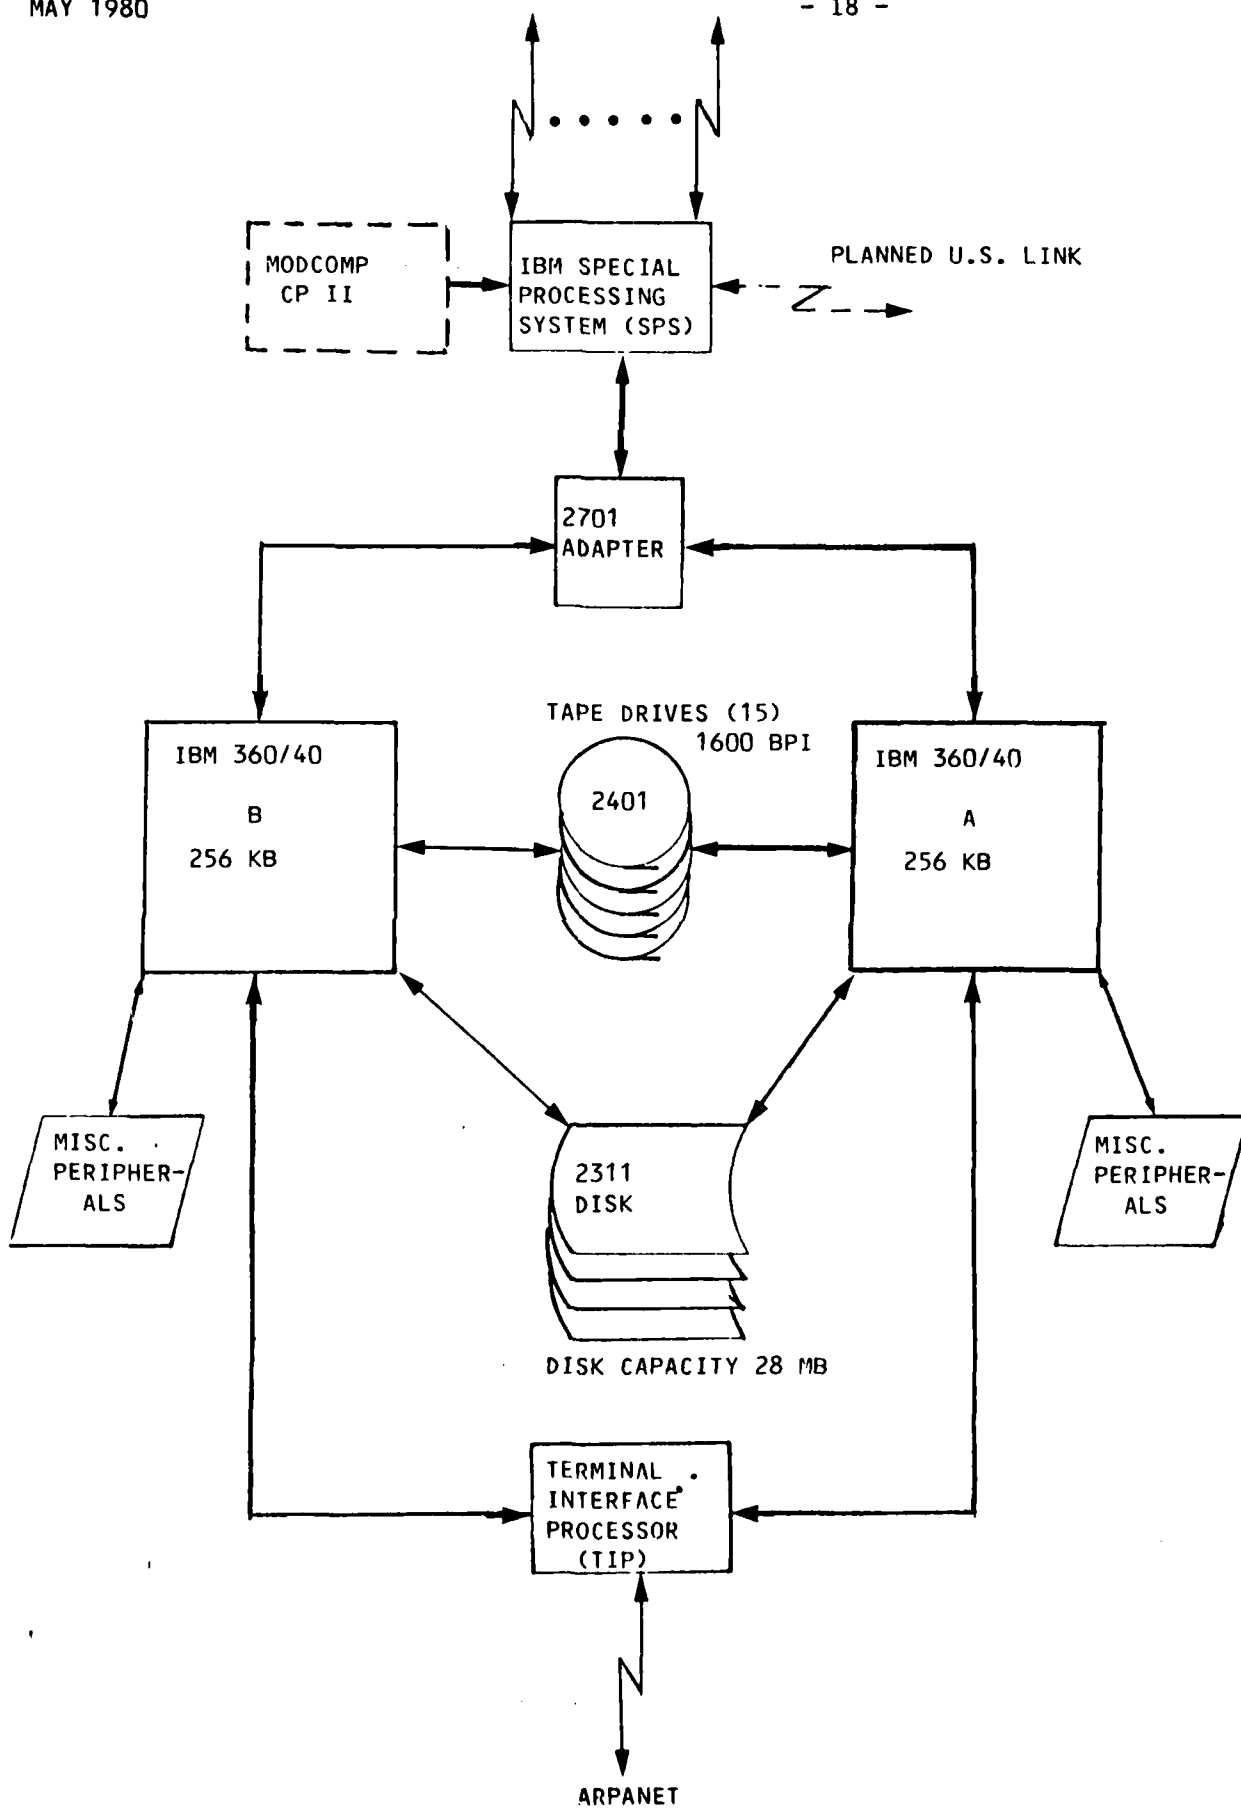 MAY 1980
- 18 -
MODCOMP
CP II
IBM SPECIAL
PROCESSING
SYSTEM (SPS)
PLANNED U.S. LINK
2701
ADAPTER
TAPE DRIVES (15)
1600 BPI
IBM 360/40
B
256 KB
2401
IBM 360/40
A
256 KB
MISC.
PERIPHER-
ALS
2311
DISK
MISC.
PERIPHER-
ALS
DISK CAPACITY 28 MB
TERMINAL
INTERFACE
PROCESSOR
(TIP)
ARPANET